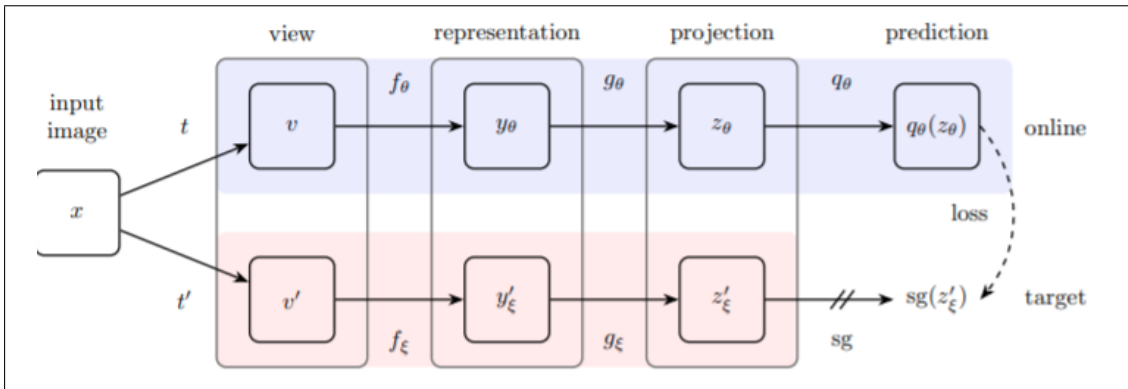 view representation projection prediction
input
image
t
f_θ
g_θ
q_θ
v
y_θ
z_θ
q_θ(z_θ)
online
x
loss
t′
v′
y′_ξ
z′_ξ
sg(z′_ξ)
target
f_ξ
g_ξ
sg